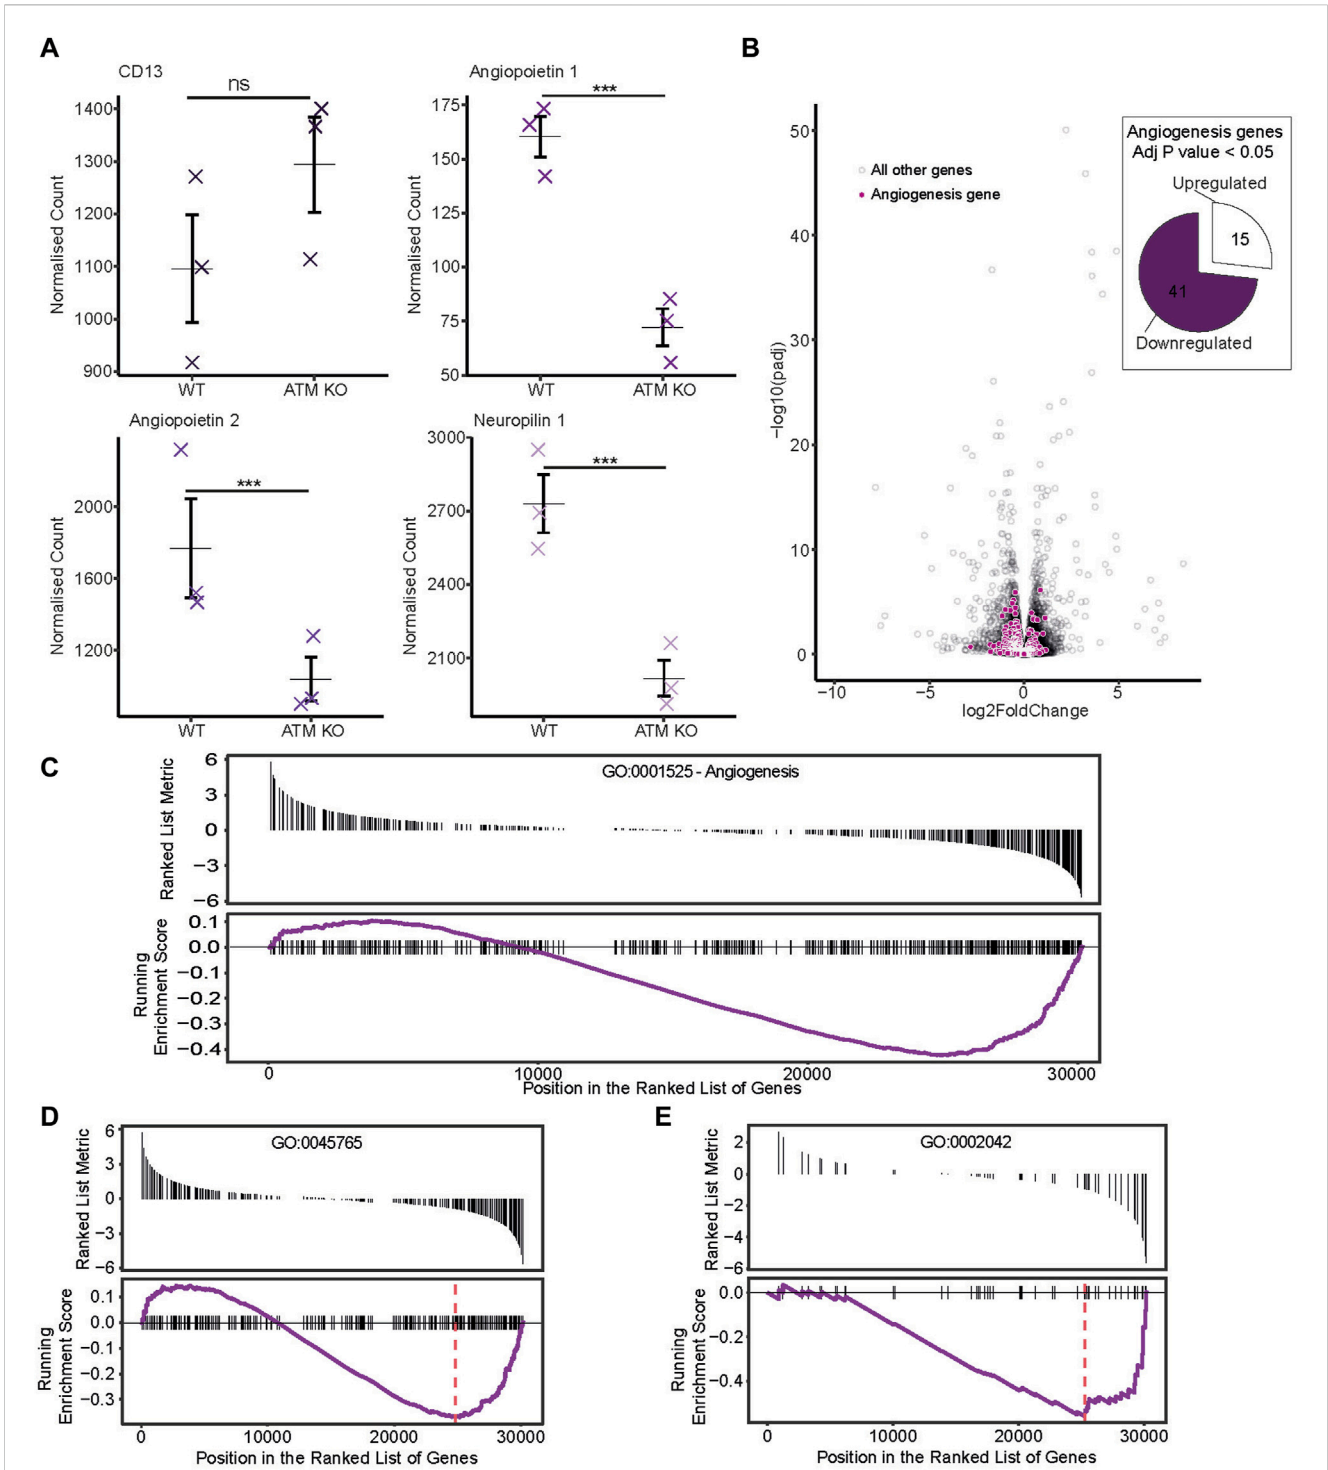 A
CD13
ns
Normalised Count
1400
1300
1200
1100
1000
900
WT
ATM KO
Angiopoietin 1
***
Normalised Count
175
150
125
100
75
50
WT
ATM KO
Angiopoietin 2
***
Normalised Count
2000
1600
1200
WT
ATM KO
Neuropilin 1
***
Normalised Count
3000
2700
2400
2100
WT
ATM KO
B
All other genes
Angiogenesis gene
Angiogenesis genes
Adj P value < 0.05
Upregulated
15
41
Downregulated
−log10(padj)
50
40
30
20
10
0
−10
−5
0
5
log2FoldChange
C
GO:0001525 - Angiogenesis
Ranked List Metric
6
3
0
−3
−6
Running
Enrichment Score
0.1
0.0
−0.1
−0.2
−0.3
−0.4
0
10000
20000
30000
Position in the Ranked List of Genes
D
GO:0045765
Ranked List Metric
6
3
0
−3
−6
Running
Enrichment Score
0.1
0.0
−0.1
−0.2
−0.3
0
10000
20000
30000
Position in the Ranked List of Genes
E
GO:0002042
Ranked List Metric
2
0
−2
−4
−6
Running
Enrichment Score
0.0
−0.2
−0.4
0
10000
20000
30000
Position in the Ranked List of Genes